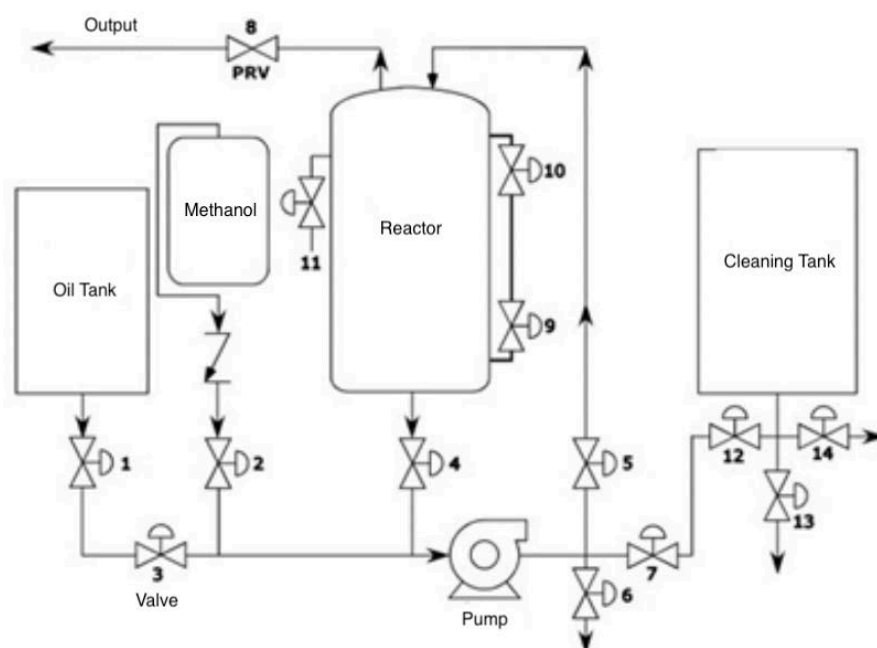 Output
8
PRV
Methanol
10
Reactor
11
Oil Tank
Cleaning Tank
9
1
2
4
5
12
14
13
3
7
6
Valve
Pump